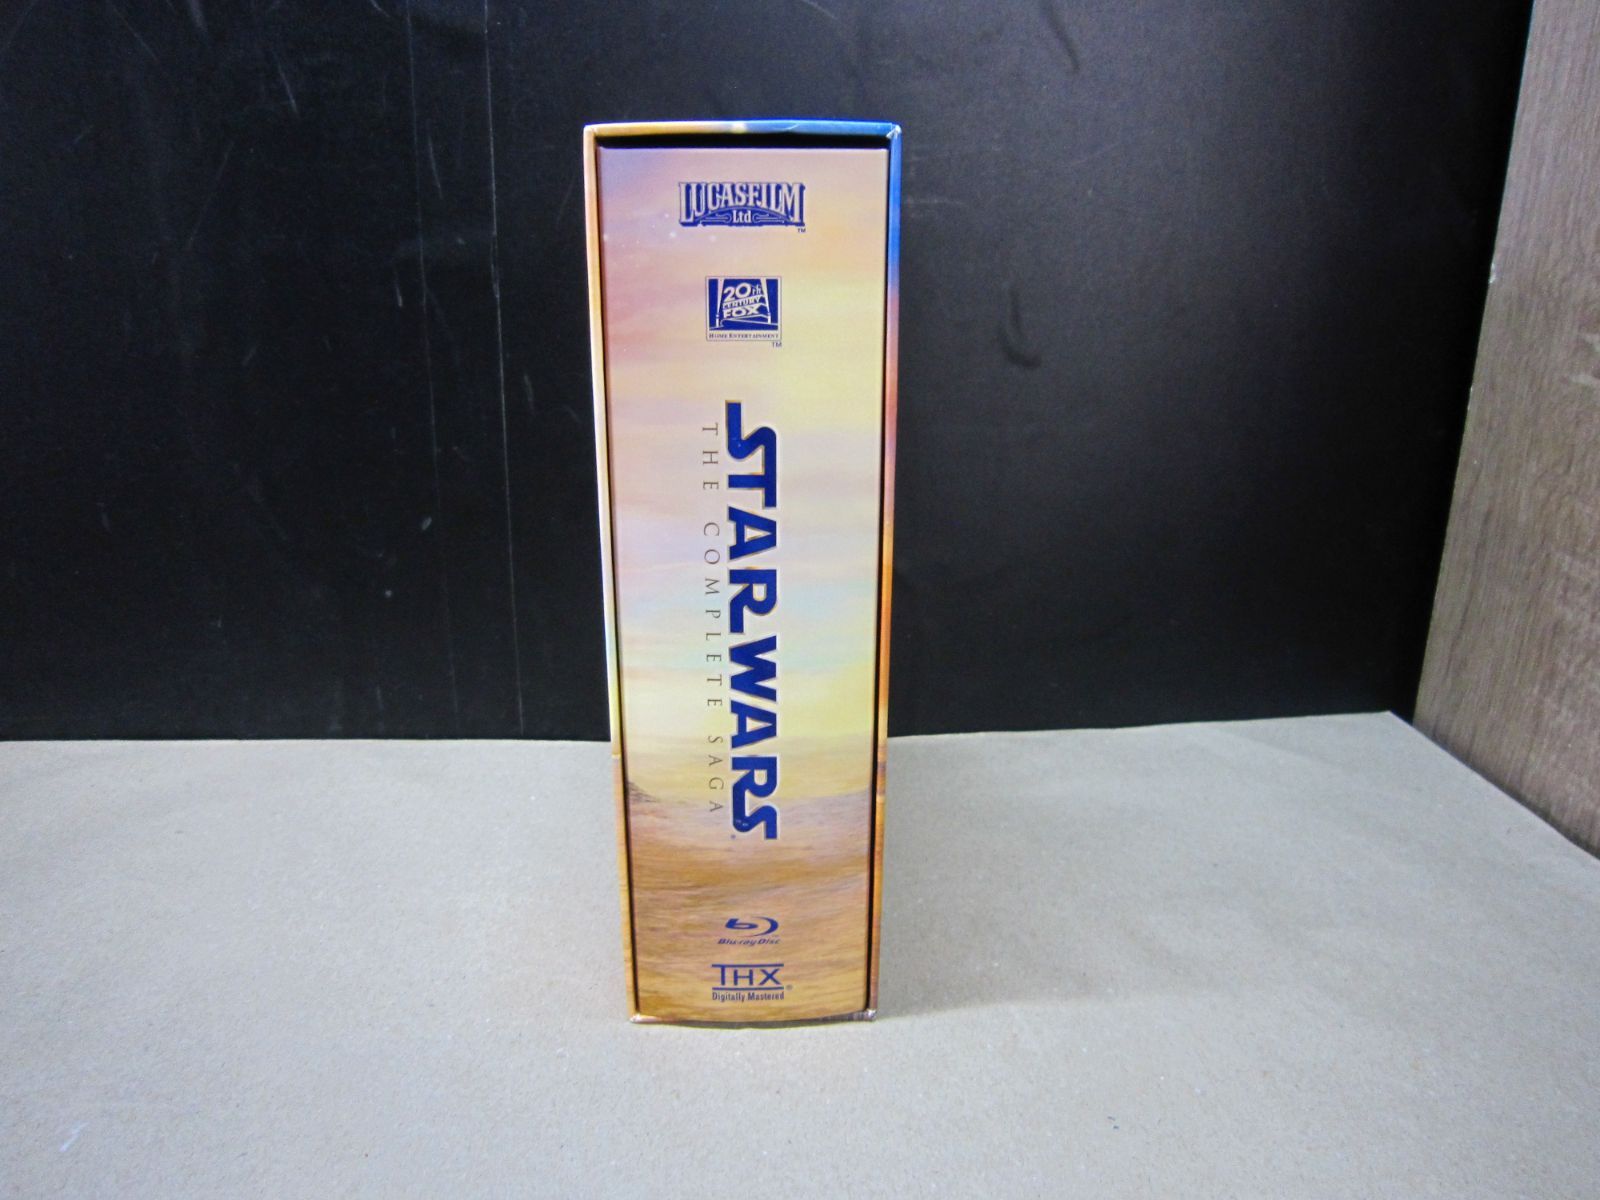 LUCASFILM
Ltd
TM
20th
CENTURY
FOX
HOME ENTERTAINMENT
TM
STAR WARS
THE COMPLETE SAGA
Blu-ray Disc
THX®
Digitally Mastered